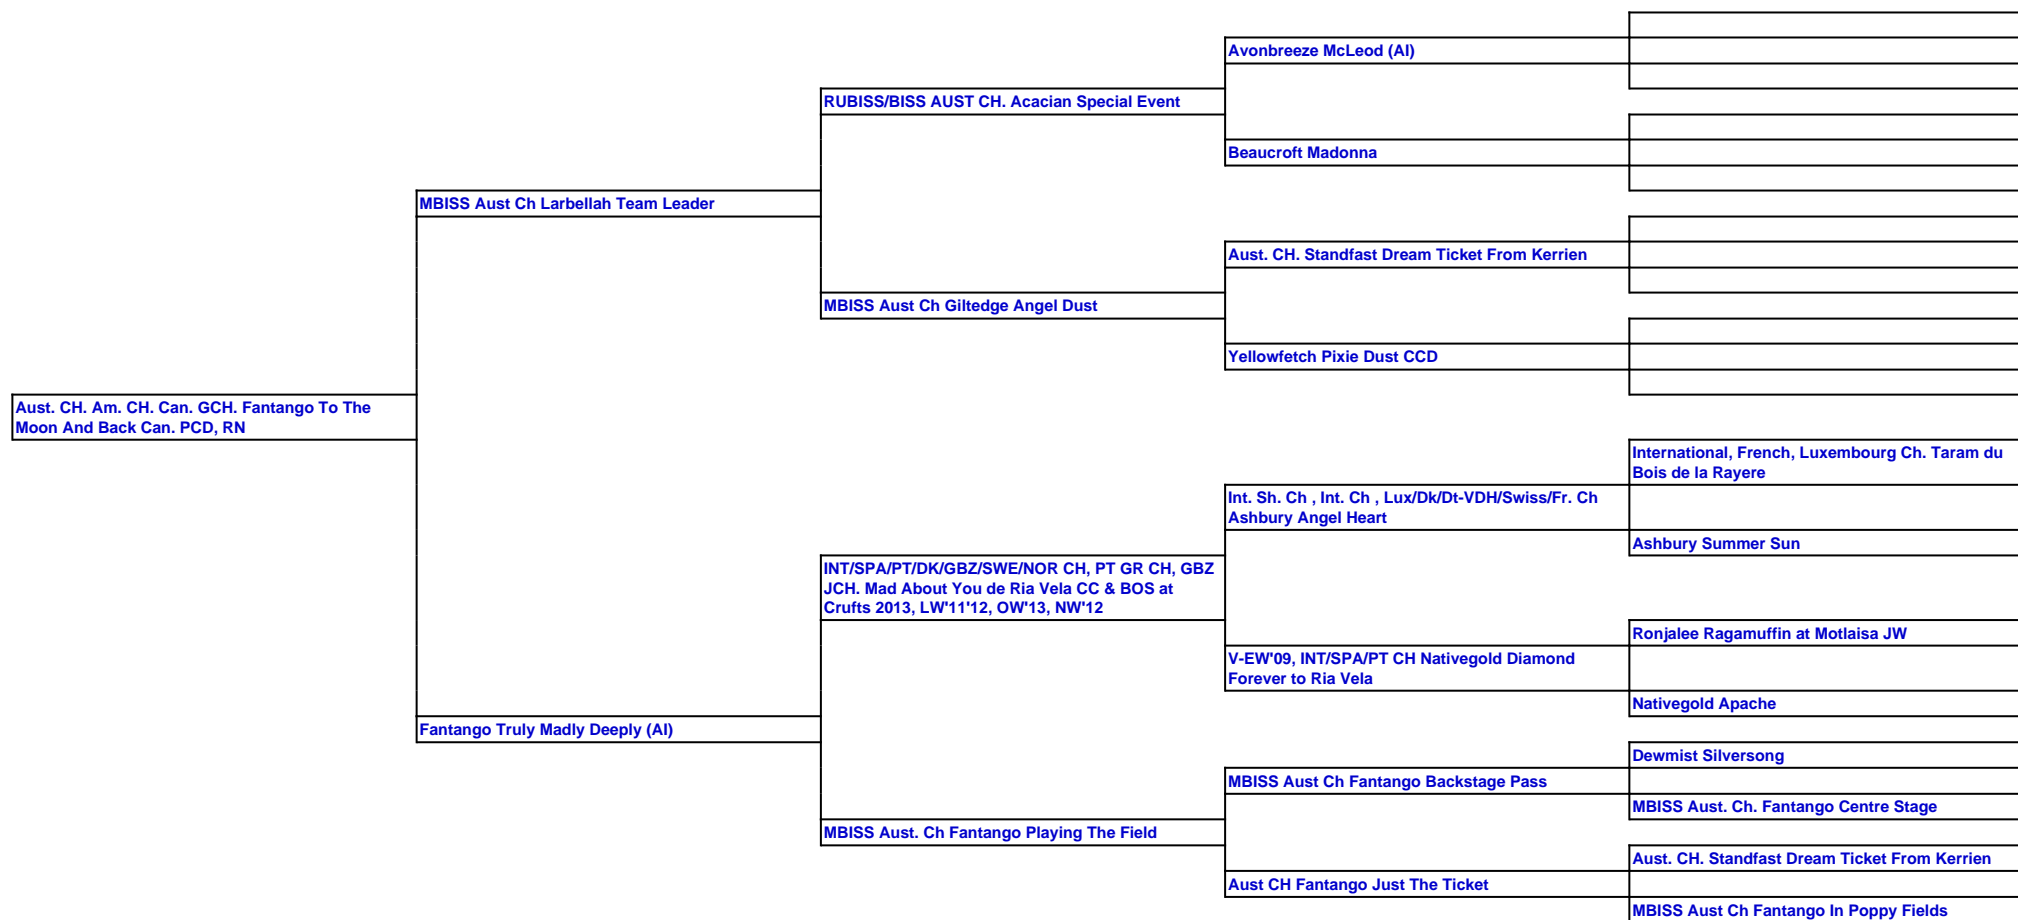 Avonbreeze McLeod (AI)
RUBISS/BISS AUST CH. Acacian Special Event
Beaucroft Madonna
MBISS Aust Ch Larbellah Team Leader
Aust. CH. Standfast Dream Ticket From Kerrien
MBISS Aust Ch Giltedge Angel Dust
Yellowfetch Pixie Dust CCD
Aust. CH. Am. CH. Can. GCH. Fantango To The
Moon And Back Can. PCD, RN
International, French, Luxembourg Ch. Taram du
Bois de la Rayere
Int. Sh. Ch , Int. Ch , Lux/Dk/Dt-VDH/Swiss/Fr. Ch
Ashbury Angel Heart
Ashbury Summer Sun
INT/SPA/PT/DK/GBZ/SWE/NOR CH, PT GR CH, GBZ
JCH. Mad About You de Ria Vela CC & BOS at
Crufts 2013, LW'11'12, OW'13, NW'12
Ronjalee Ragamuffin at Motlaisa JW
V-EW'09, INT/SPA/PT CH Nativegold Diamond
Forever to Ria Vela
Nativegold Apache
Fantango Truly Madly Deeply (AI)
Dewmist Silversong
MBISS Aust Ch Fantango Backstage Pass
MBISS Aust. Ch. Fantango Centre Stage
MBISS Aust. Ch Fantango Playing The Field
Aust. CH. Standfast Dream Ticket From Kerrien
Aust CH Fantango Just The Ticket
MBISS Aust Ch Fantango In Poppy Fields